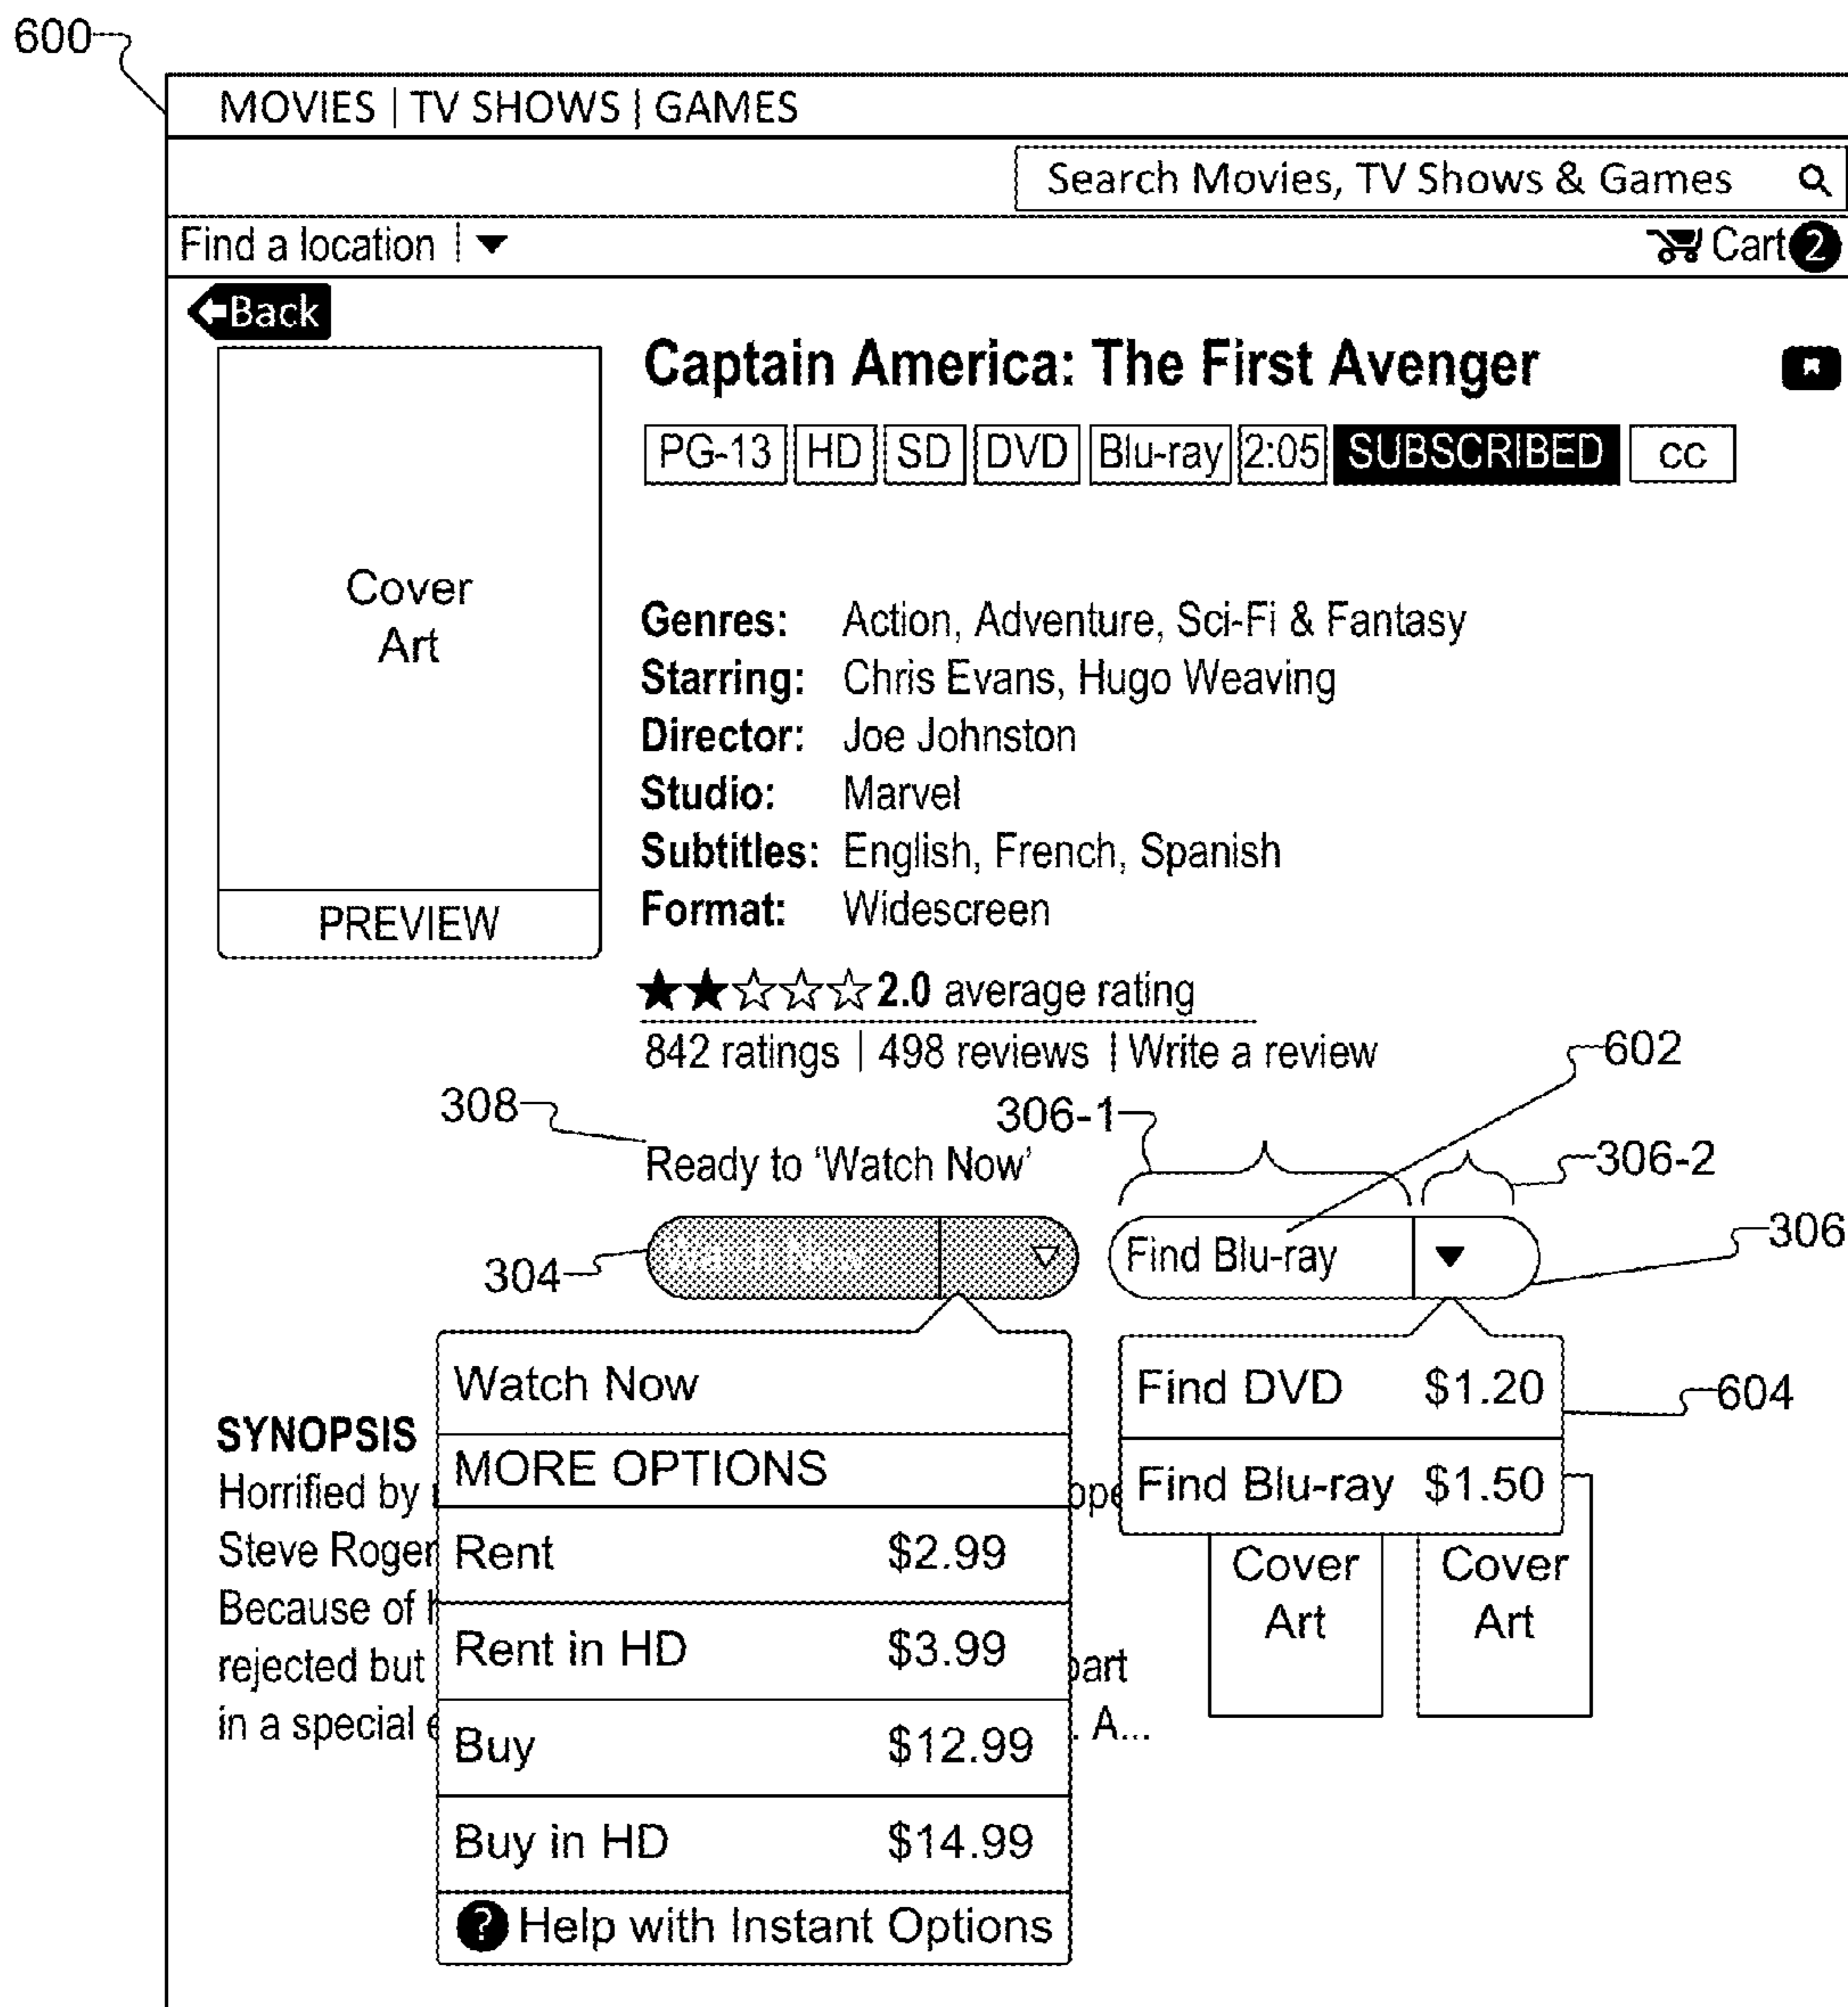 600
MOVIES | TV SHOWS | GAMES
Search Movies, TV Shows & Games
Find a location
Cart 2
Back
Captain America: The First Avenger
PG-13 HD SD DVD Blu-ray 2:05 SUBSCRIBED CC
Cover
Art
PREVIEW
Genres: Action, Adventure, Sci-Fi & Fantasy
Starring: Chris Evans, Hugo Weaving
Director: Joe Johnston
Studio: Marvel
Subtitles: English, French, Spanish
Format: Widescreen
2.0 average rating
842 ratings | 498 reviews | Write a review
602
308
306-1
Ready to ‘Watch Now’
306-2
304
Watch Now
Find Blu-ray
306
Watch Now
MORE OPTIONS
Rent $2.99
Rent in HD $3.99
Buy $12.99
Buy in HD $14.99
? Help with Instant Options
Find DVD $1.20
604
Find Blu-ray $1.50
SYNOPSIS
Horrified by
Steve Roger
Because of
rejected but part
in a special . A...
Cover
Art
Cover
Art